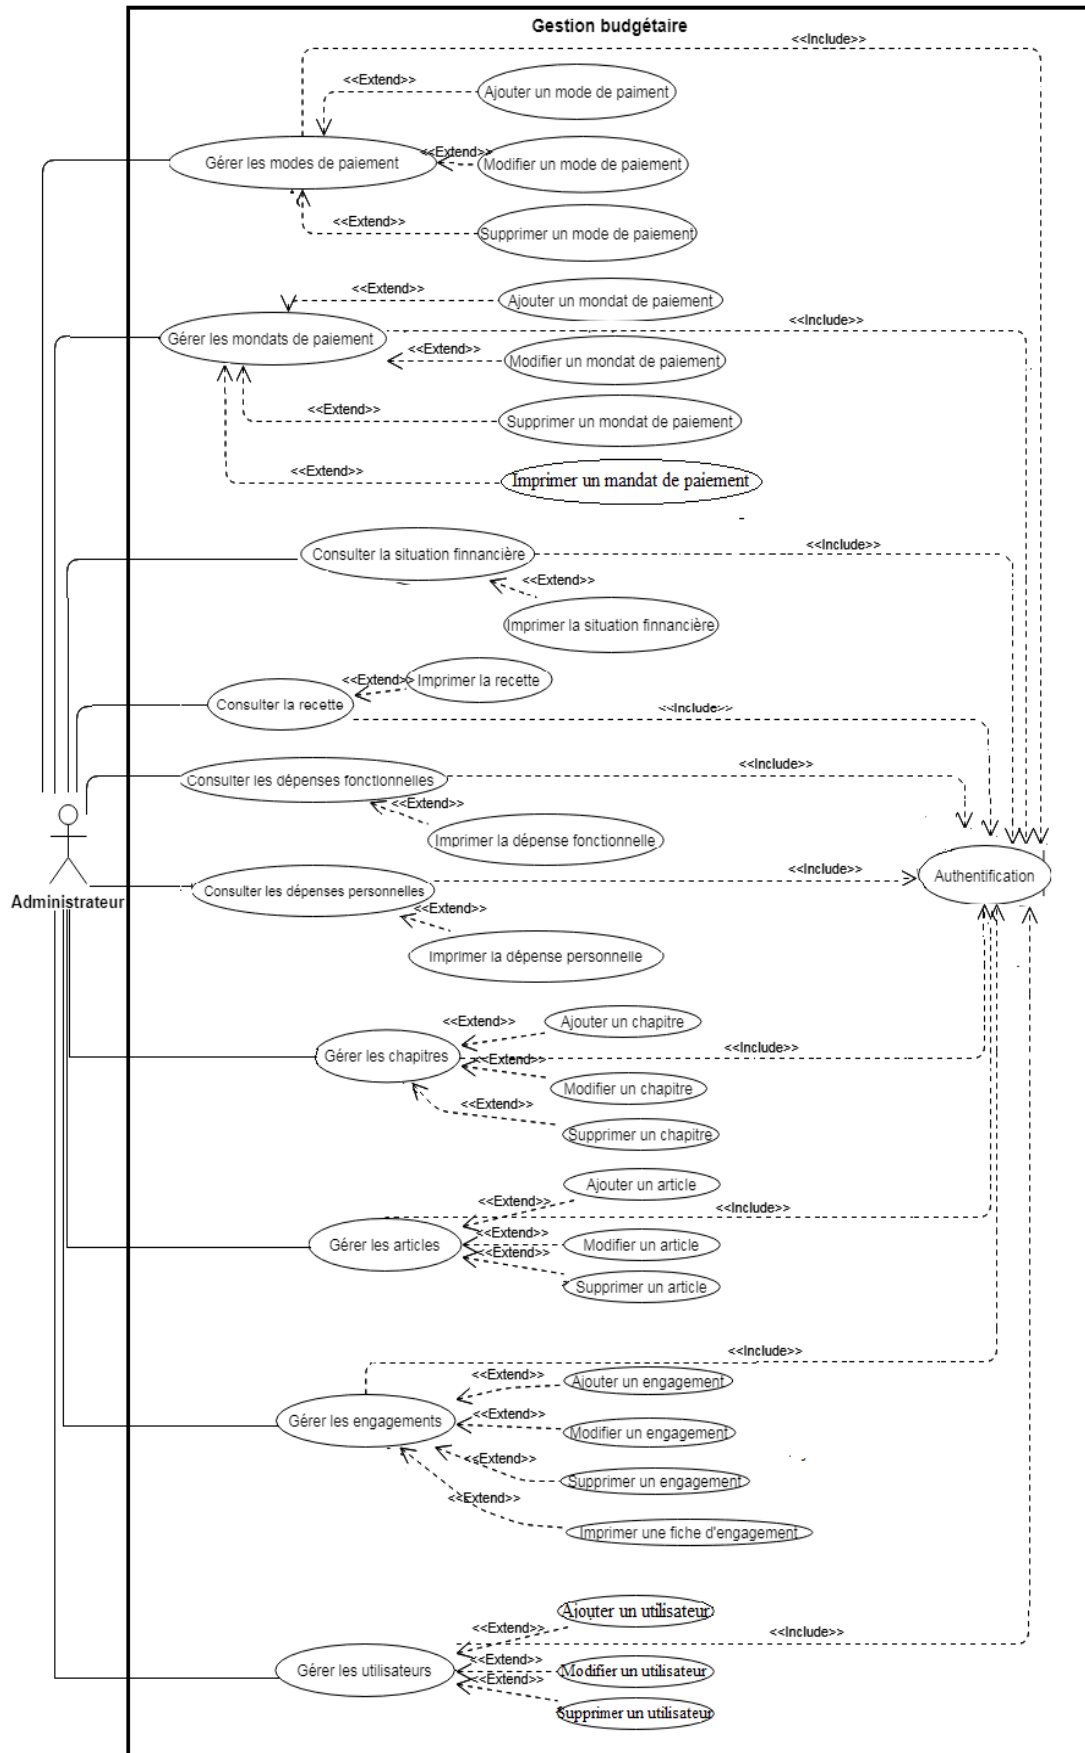 Gestion budgétaire
<<Include>>
<<Extend>>
Ajouter un mode de paiment
Gérer les modes de paiement
<<Extend>>
Modifier un mode de paiement
<<Extend>>
Supprimer un mode de paiement
<<Extend>>
Ajouter un mondat de paiement
<<Include>>
Gérer les mondats de paiement
<<Extend>>
Modifier un mondat de paiement
<<Extend>>
Supprimer un mondat de paiement
<<Extend>>
Imprimer un mandat de paiement
Consulter la situation finnancière
<<Include>>
<<Extend>>
Imprimer la situation finnancière
<<Extend>>
Imprimer la recette
Consulter la recette
<<Include>>
Consulter les dépenses fonctionnelles
<<Include>>
<<Extend>>
Imprimer la dépense fonctionnelle
Authentification
Administrateur
Consulter les dépenses personnelles
<<Include>>
<<Extend>>
Imprimer la dépense personnelle
<<Extend>>
Ajouter un chapitre
Gérer les chapitres
<<Include>>
<<Extend>>
Modifier un chapitre
<<Extend>>
Supprimer un chapitre
Ajouter un article
<<Extend>>
<<Include>>
Gérer les articles
<<Extend>>
Modifier un article
<<Extend>>
Supprimer un article
<<Include>>
<<Extend>>
Ajouter un engagement
Gérer les engagements
<<Extend>>
Modifier un engagement
<<Extend>>
Supprimer un engagement
<<Extend>>
Imprimer une fiche d'engagement
Ajouter un utilisateur
<<Extend>>
<<Include>>
Gérer les utilisateurs
<<Extend>>
Modifier un utilisateur
<<Extend>>
Supprimer un utilisateur